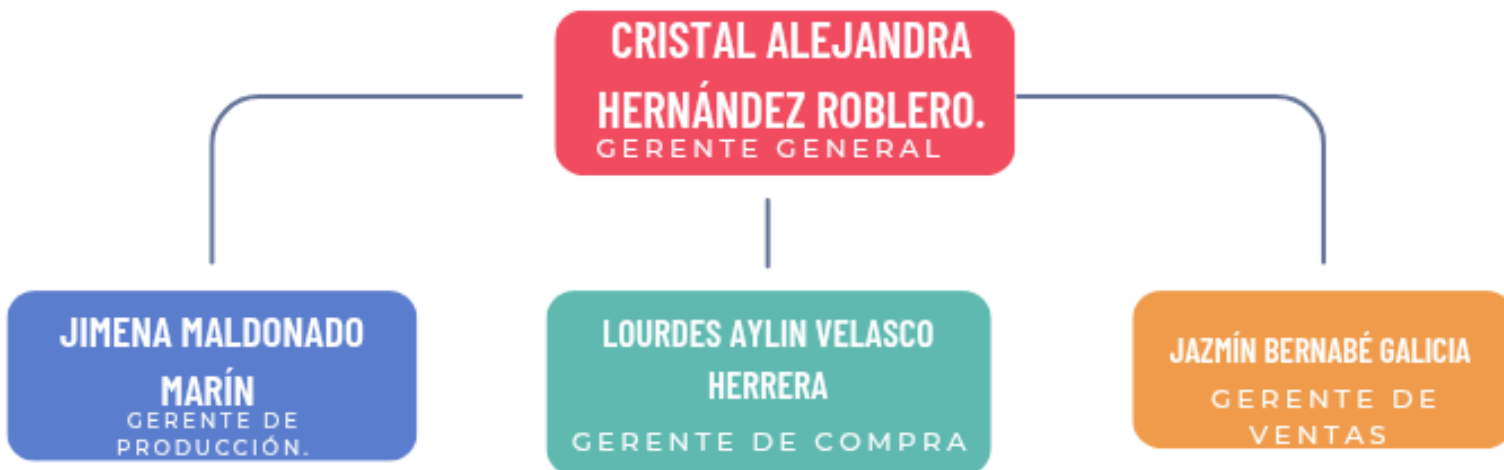 CRISTAL ALEJANDRA
HERNÁNDEZ ROBLERO.
GERENTE GENERAL
JIMENA MALDONADO
MARÍN
GERENTE DE
PRODUCCIÓN.
LOURDES AYLIN VELASCO
HERRERA
GERENTE DE COMPRA
JAZMÍN BERNABÉ GALICIA
GERENTE DE
VENTAS